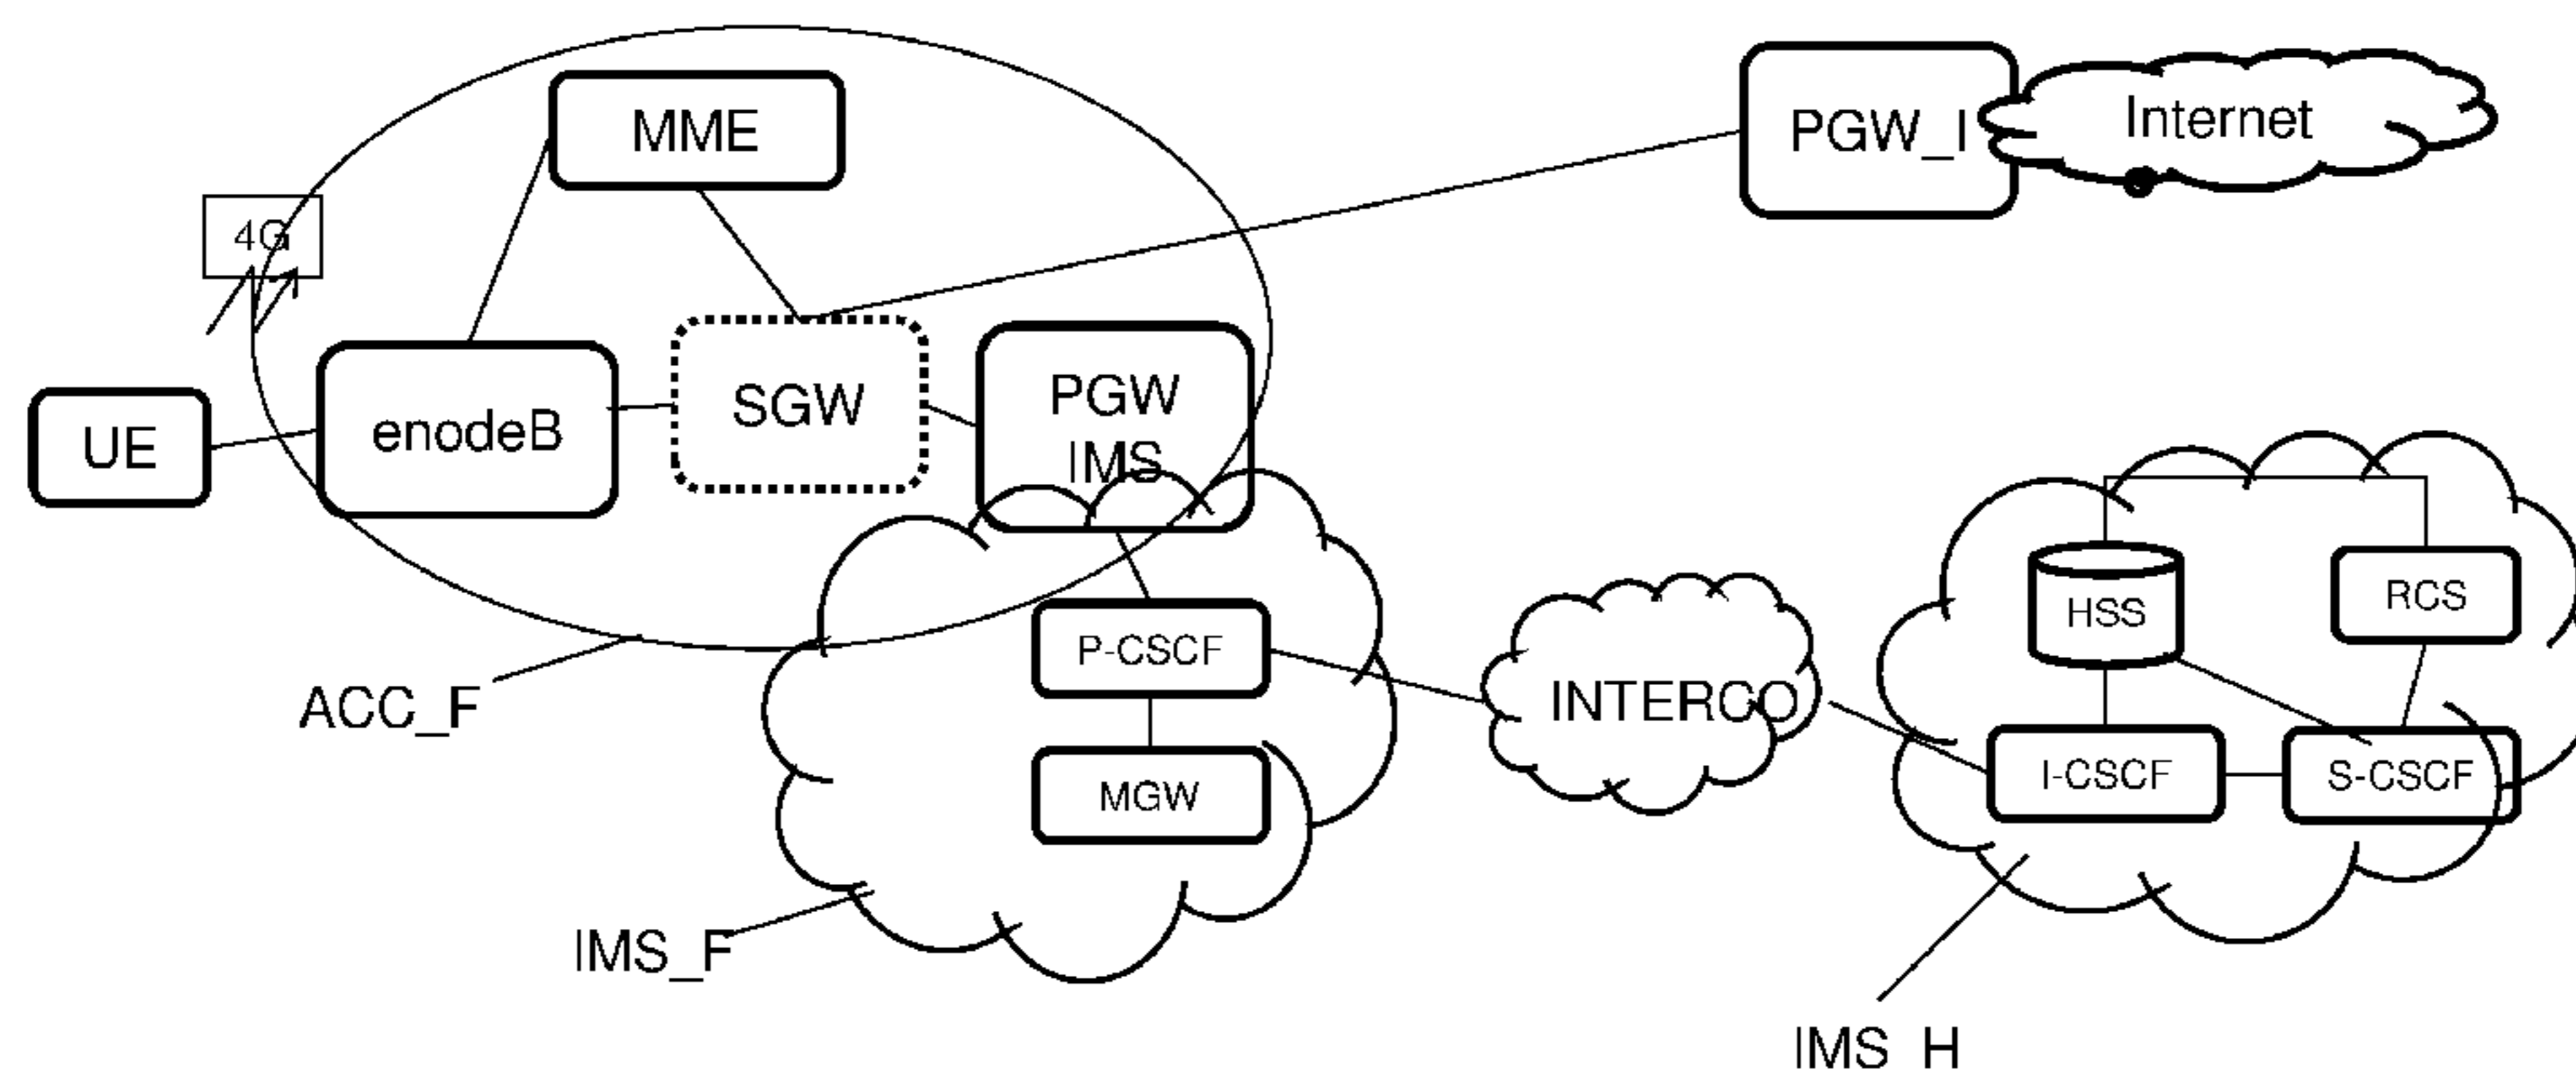 MME
PGW_I
Internet
4G
UE
enodeB
SGW
PGW
IMS
P-CSCF
MGW
ACC_F
IMS_F
INTERCO
HSS
RCS
I-CSCF
S-CSCF
IMS_H